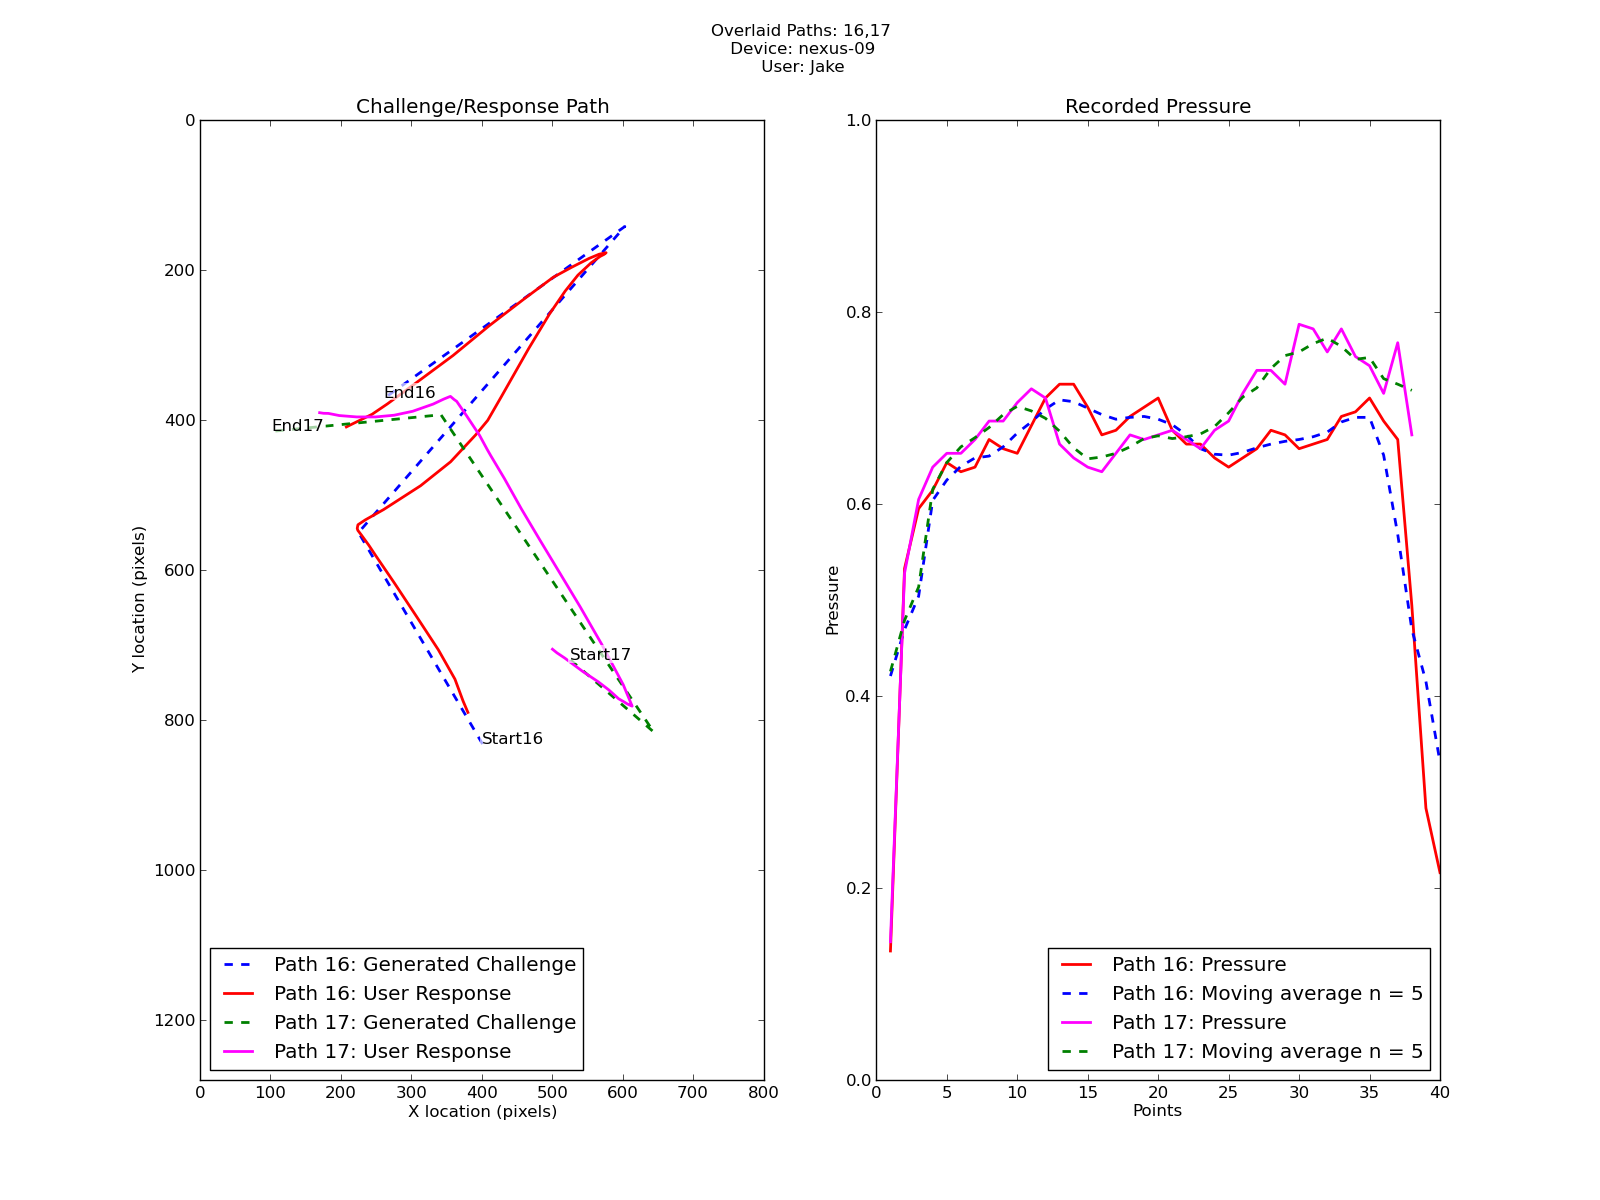 Overlaid Paths: 16,17
Device: nexus-09
User: Jake
Challenge/Response Path
0
200
400
600
800
1000
1200
Y location (pixels)
End16
End17
Start17
Start16
Path 16: Generated Challenge
Path 16: User Response
Path 17: Generated Challenge
Path 17: User Response
0 100 200 300 400 500 600 700 800
X location (pixels)
Recorded Pressure
1.0
0.8
0.6
0.4
0.2
0.0
Pressure
Path 16: Pressure
Path 16: Moving average n = 5
Path 17: Pressure
Path 17: Moving average n = 5
0 5 10 15 20 25 30 35 40
Points